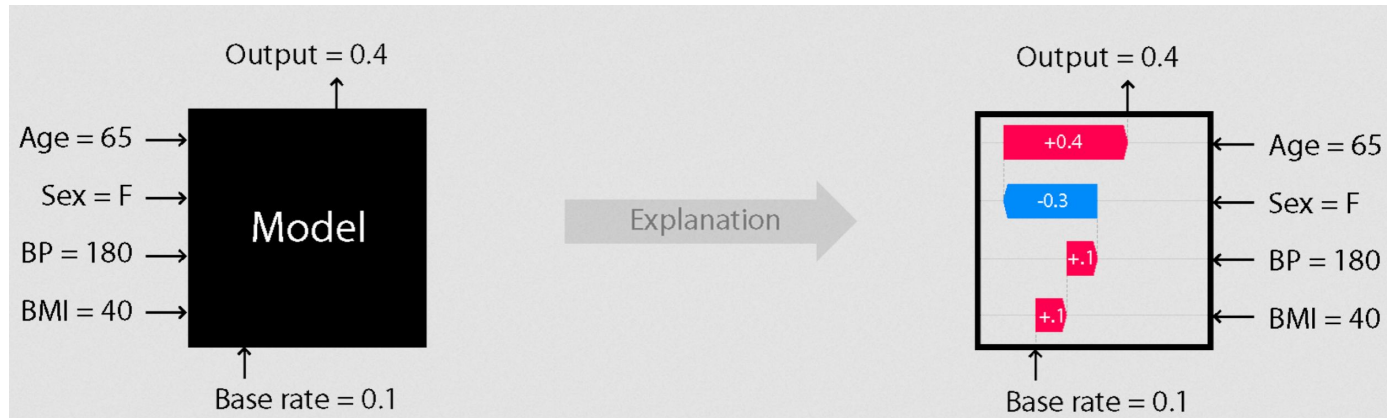 Output = 0.4
Age = 65
Sex = F
BP = 180
BMI = 40
Model
Base rate = 0.1
Explanation
Output = 0.4
+0.4
Age = 65
-0.3
Sex = F
+.1
BP = 180
+.1
BMI = 40
Base rate = 0.1